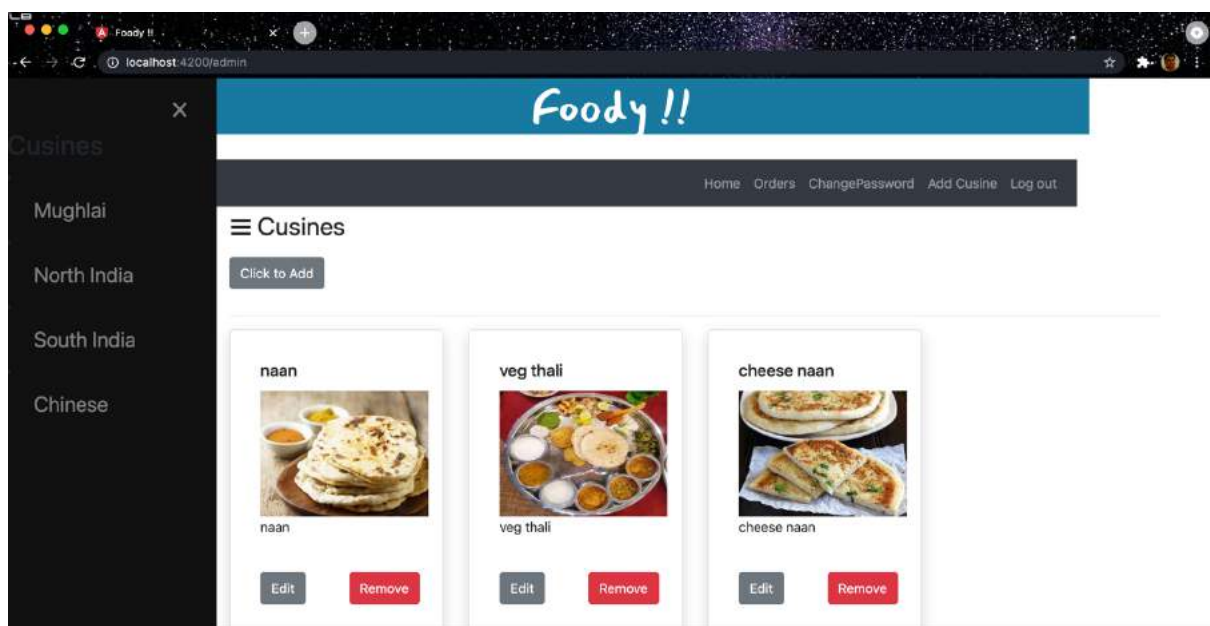 Foody !!
localhost:4200/admin
×
Foody !!
Cusines
Mughlai
North India
South India
Chinese
Home Orders ChangePassword Add Cusine Log out
☰ Cusines
Click to Add
naan
veg thali
cheese naan
naan
veg thali
cheese naan
Edit Remove
Edit Remove
Edit Remove